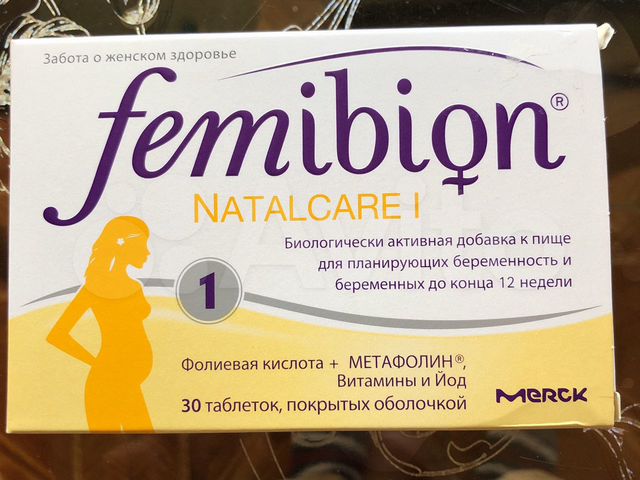 Забота о женском здоровье
femibion®
NATALCARE I
Биологически активная добавка к пище
для планирующих беременность и
беременных до конца 12 недели
1
Фолиевая кислота + МЕТАФОЛИН®,
Витамины и Йод
30 таблеток, покрытых оболочкой
MERCK